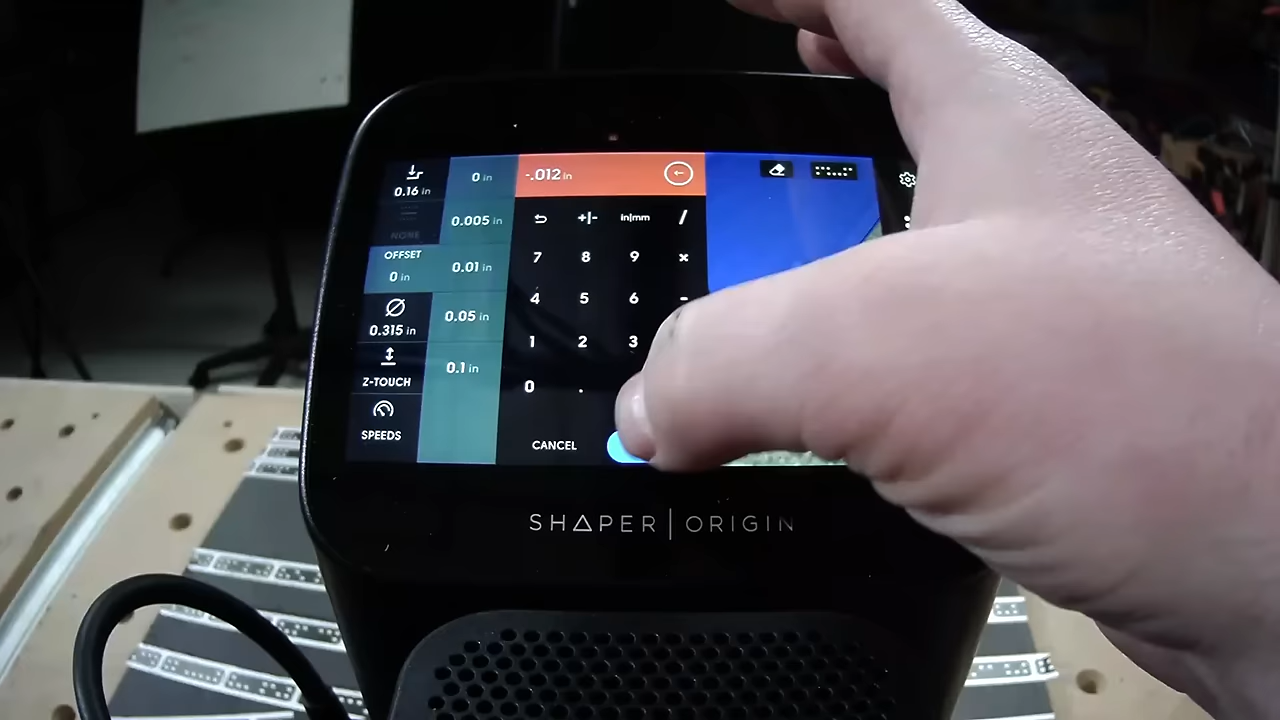 0.16 in
NONE
OFFSET
0 in
0.315 in
Z-TOUCH
SPEEDS
0 in
0.005 in
0.01 in
0.05 in
0.1 in
-.012 in
+|- in|mm /
7 8 9 ×
4 5 6 -
1 2 3
0 .
CANCEL
SHAPER | ORIGIN